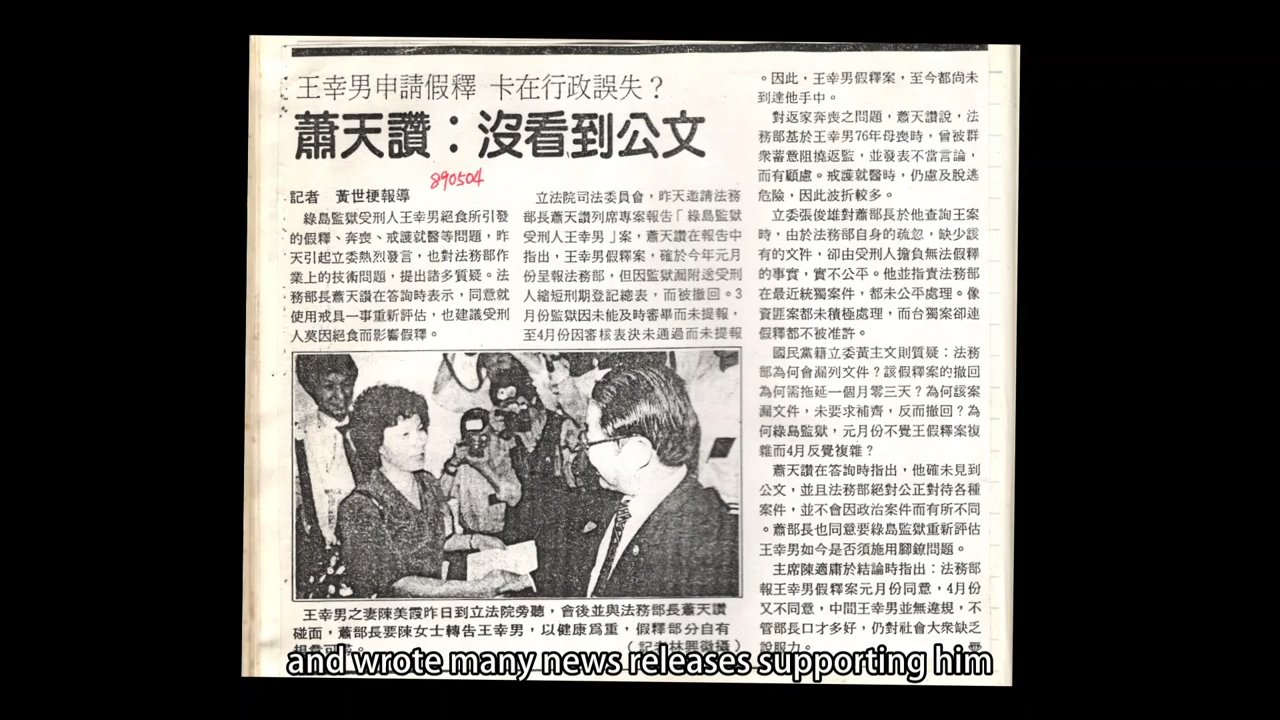 王幸男申請假釋 卡在行政誤失？
蕭天讚：沒看到公文
890504
記者 黃世梗報導
綠島監獄受刑人王幸男絕食所引發
的假釋、奔喪、戒護就醫等問題，昨
天引起立委熱烈發言，也對法務部作
業上的技術問題，提出諸多質疑。法
務部長蕭天讚在答詢時表示，同意就
使用戒具一事重新評估，也建議受刑
人莫因絕食而影響假釋。
立法院司法委員會，昨天邀請法務
部長蕭天讚列席專案報告「綠島監獄
受刑人王幸男」案，蕭天讚在報告中
指出，王幸男假釋案，確於今年元月
份呈報法務部，但因監獄漏附送受刑
人縮短刑期登記總表，而被撤回。3
月份監獄因未能及時審畢而未提報，
至4月份因審核表決未通過而未提報
。因此，王幸男假釋案，至今都尚未
到達他手中。
對返家奔喪之問題，蕭天讚說，法
務部基於王幸男76年母喪時，曾被群
眾蓄意阻撓返監，並發表不當言論，
而有顧慮。戒護就醫時，仍慮及脫逃
危險，因此波折較多。
立委張俊雄對蕭部長於他查詢王案
時，由於法務部自身的疏忽，缺少該
有的文件，卻由受刑人擔負無法假釋
的事實，實不公平。他並指責法務部
在最近統獨案件，都未公平處理。像
資匪案都未積極處理，而台獨案卻連
假釋都不被准許。
國民黨籍立委黃主文則質疑：法務
部為何會漏列文件？該假釋案的撤回
為何需拖延一個月零三天？為何該案
漏文件，未要求補齊，反而撤回？為
何綠島監獄，元月份不覺王假釋案複
雜而4月反覺複雜？
蕭天讚在答詢時指出，他確未見到
公文，並且法務部絕對公正對待各種
案件，並不會因政治案件而有所不同
。蕭部長也同意要綠島監獄重新評估
王幸男如今是否須施用腳鐐問題。
主席陳適庸於結論時指出：法務部
報王幸男假釋案元月份同意，4月份
又不同意，中間王幸男並無違規，不
管部長口才多好，仍對社會大眾缺乏
說服力。
王幸男之妻陳美霞昨日到立法院旁聽，會後並與法務部長蕭天讚
碰面，蕭部長要陳女士轉告王幸男，以健康為重，假釋部分自有
（記者林興徽攝）
and wrote many news releases supporting him